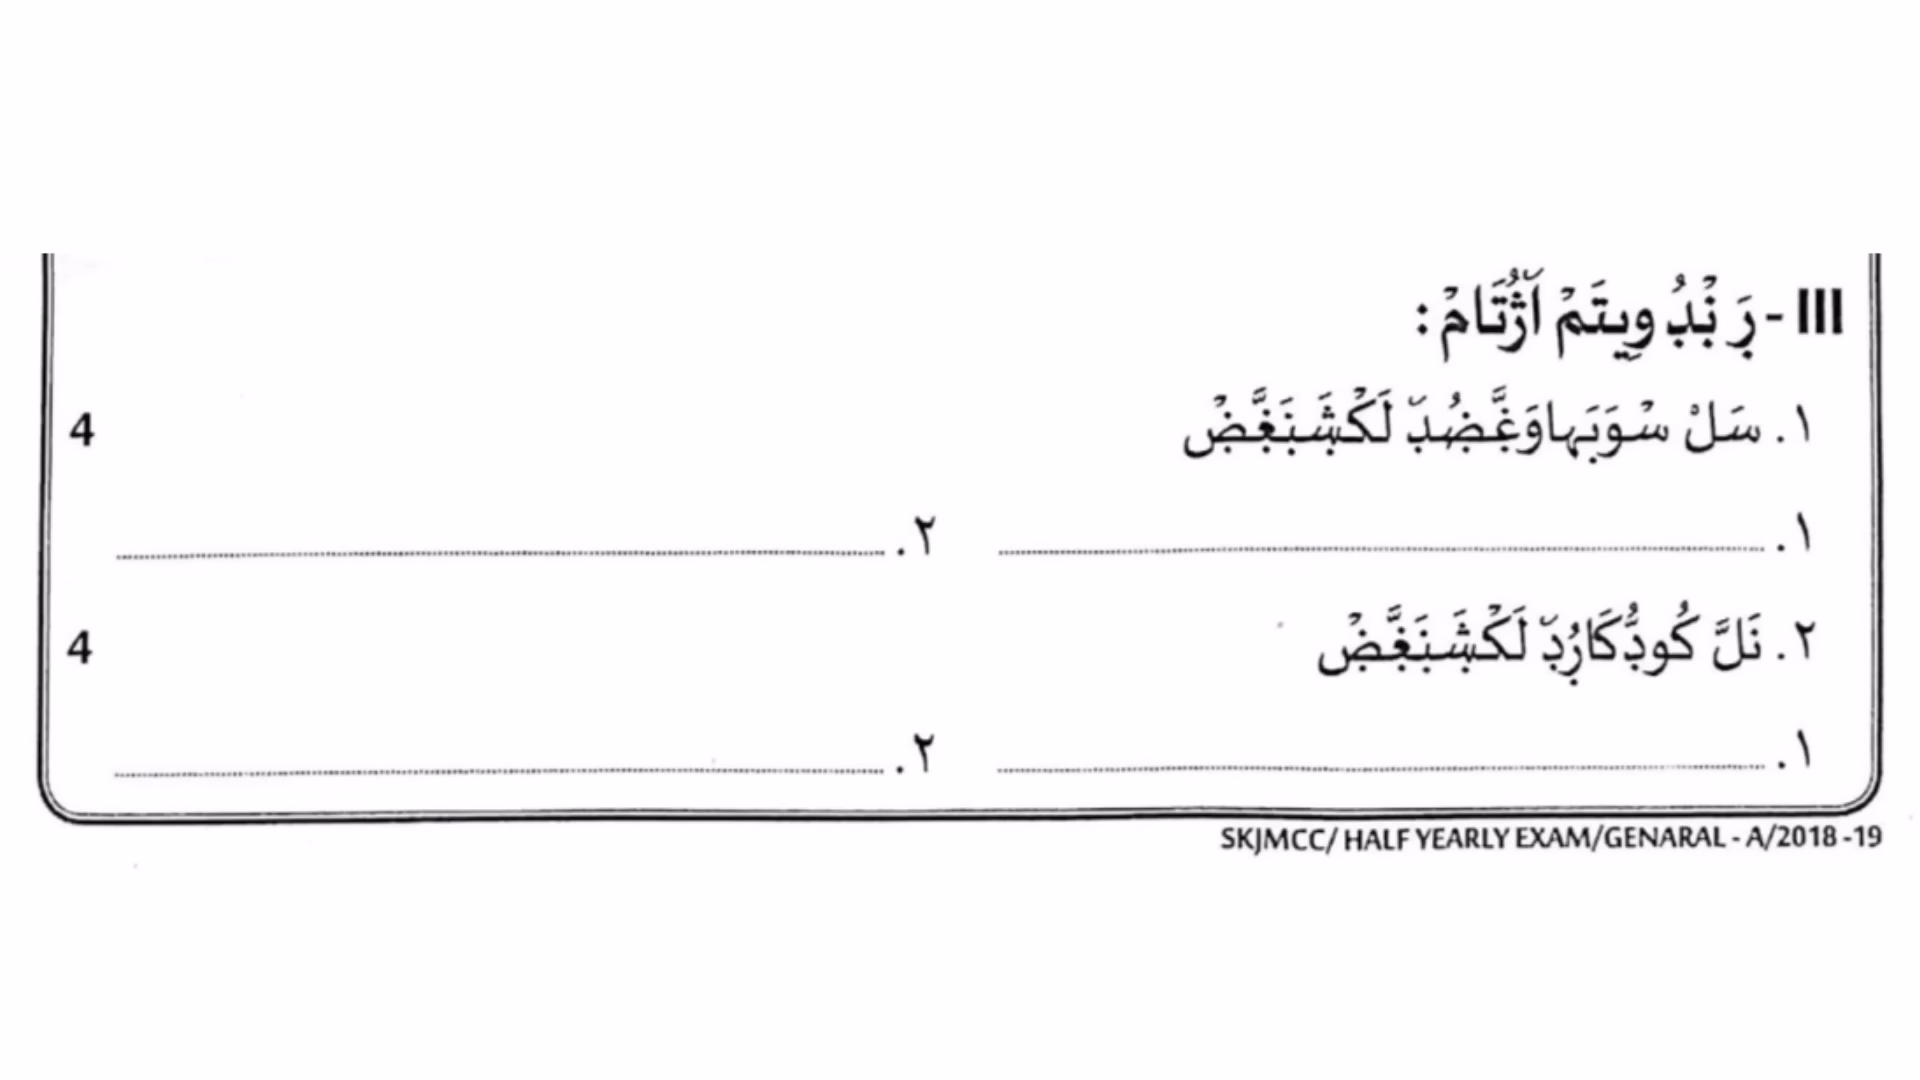 III - رَنْڊُ وِيتَمْ اَژُتَامْ :
١. سَلْ سْوَبَهاوَڠَّضُڊٜ لَكْشَنَڠَّضْ 4
١. ........ ٢. ........
٢. نَلَّ كُوڊُّكَارُڊٜ لَكْشَنَڠَّضْ 4
١. ........ ٢. ........
SKJMCC/ HALF YEARLY EXAM/GENARAL - A/2018 -19